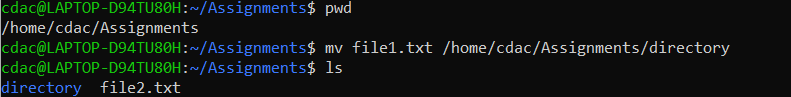 cdac@LAPTOP-D94TU80H:~/Assignments$ pwd
/home/cdac/Assignments
cdac@LAPTOP-D94TU80H:~/Assignments$ mv file1.txt /home/cdac/Assignments/directory
cdac@LAPTOP-D94TU80H:~/Assignments$ ls
directory  file2.txt